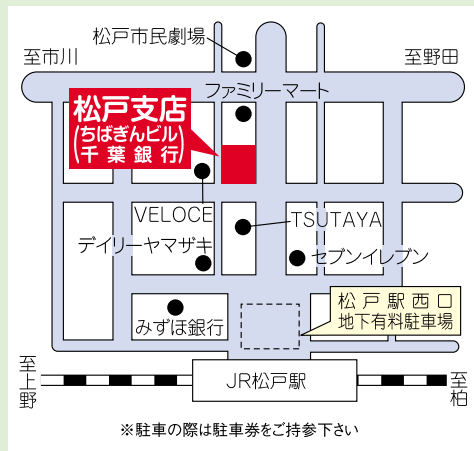 松戸市民劇場
至市川
至野田
ファミリーマート
松戸支店
(ちばぎんビル)
(千葉銀行)
VELOCE
TSUTAYA
デイリーヤマザキ
セブンイレブン
みずほ銀行
松戸駅西口
地下有料駐車場
至上野
JR松戸駅
至柏
※駐車の際は駐車券をご持参下さい